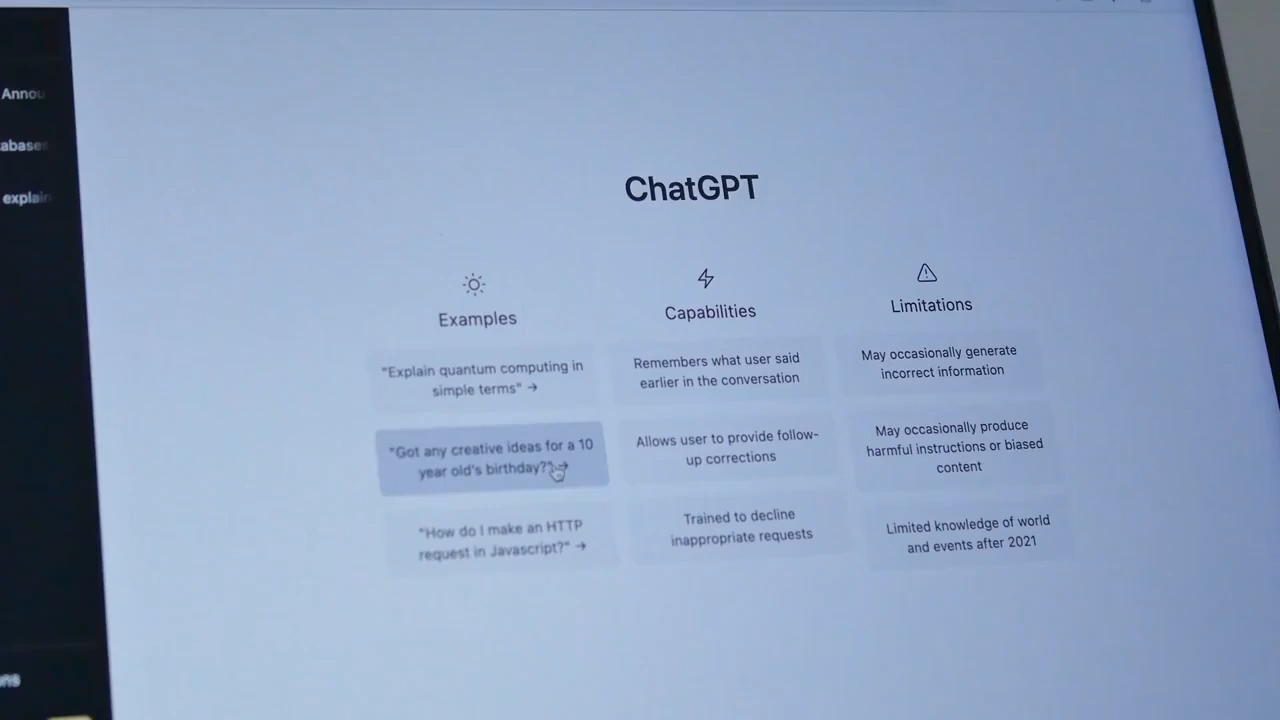 Annou
abases
explain
ChatGPT
Examples
"Explain quantum computing in
simple terms" →
"Got any creative ideas for a 10
year old's birthday?" →
"How do I make an HTTP
request in Javascript?" →
Capabilities
Remembers what user said
earlier in the conversation
Allows user to provide follow-
up corrections
Trained to decline
inappropriate requests
Limitations
May occasionally generate
incorrect information
May occasionally produce
harmful instructions or biased
content
Limited knowledge of world
and events after 2021